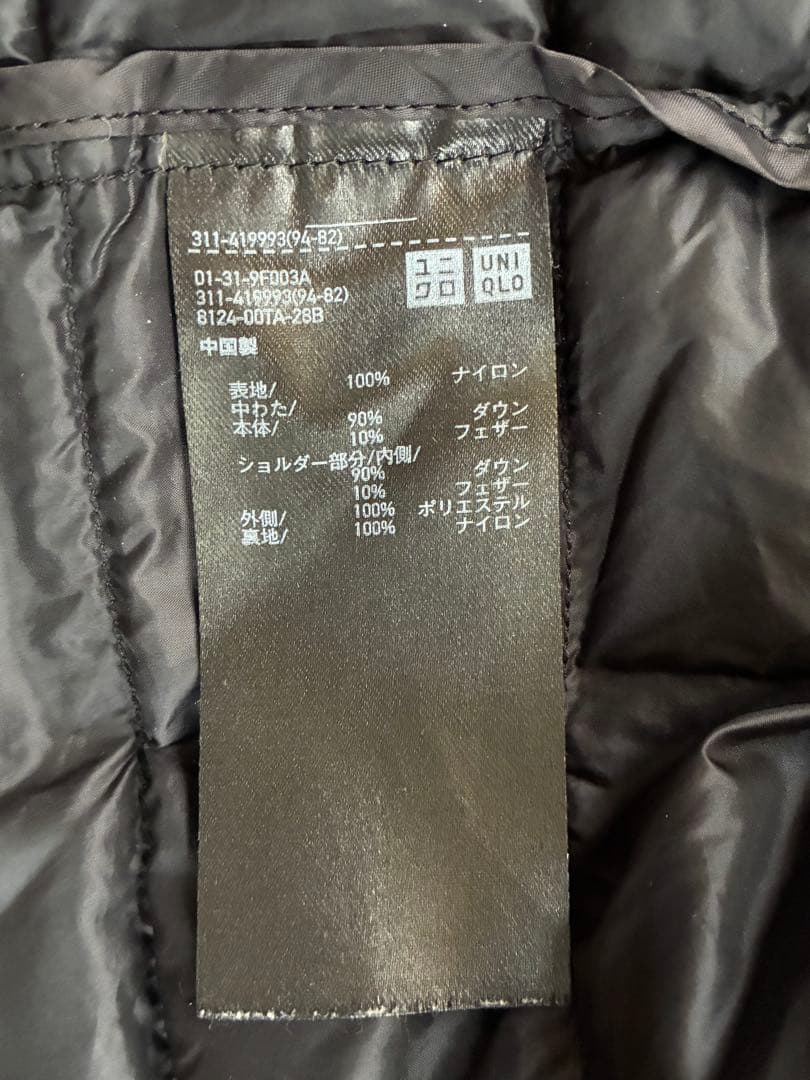 311-419993(94-82)
01-31-9F003A
311-419993(94-82)
8124-00TA-28B
ユニクロ
UNIQLO
中国製
表地/ 100% ナイロン
中わた/
本体/ 90% ダウン
10% フェザー
ショルダー部分/内側/
90% ダウン
10% フェザー
外側/ 100% ポリエステル
裏地/ 100% ナイロン